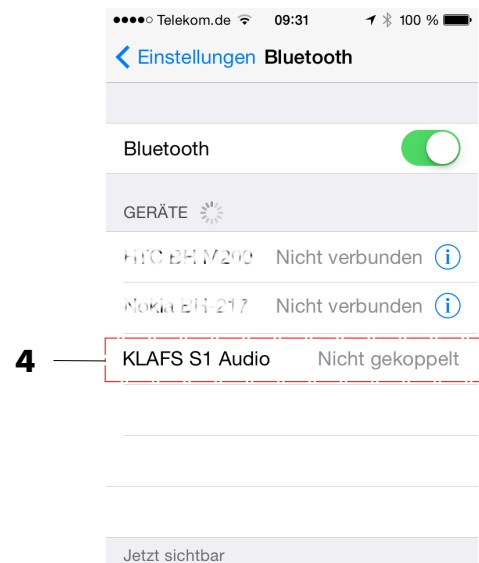 Telekom.de 09:31 100 %
Einstellungen Bluetooth
Bluetooth
GERÄTE
Nicht verbunden i
Nicht verbunden i
4 KLAFS S1 Audio Nicht gekoppelt
Jetzt sichtbar